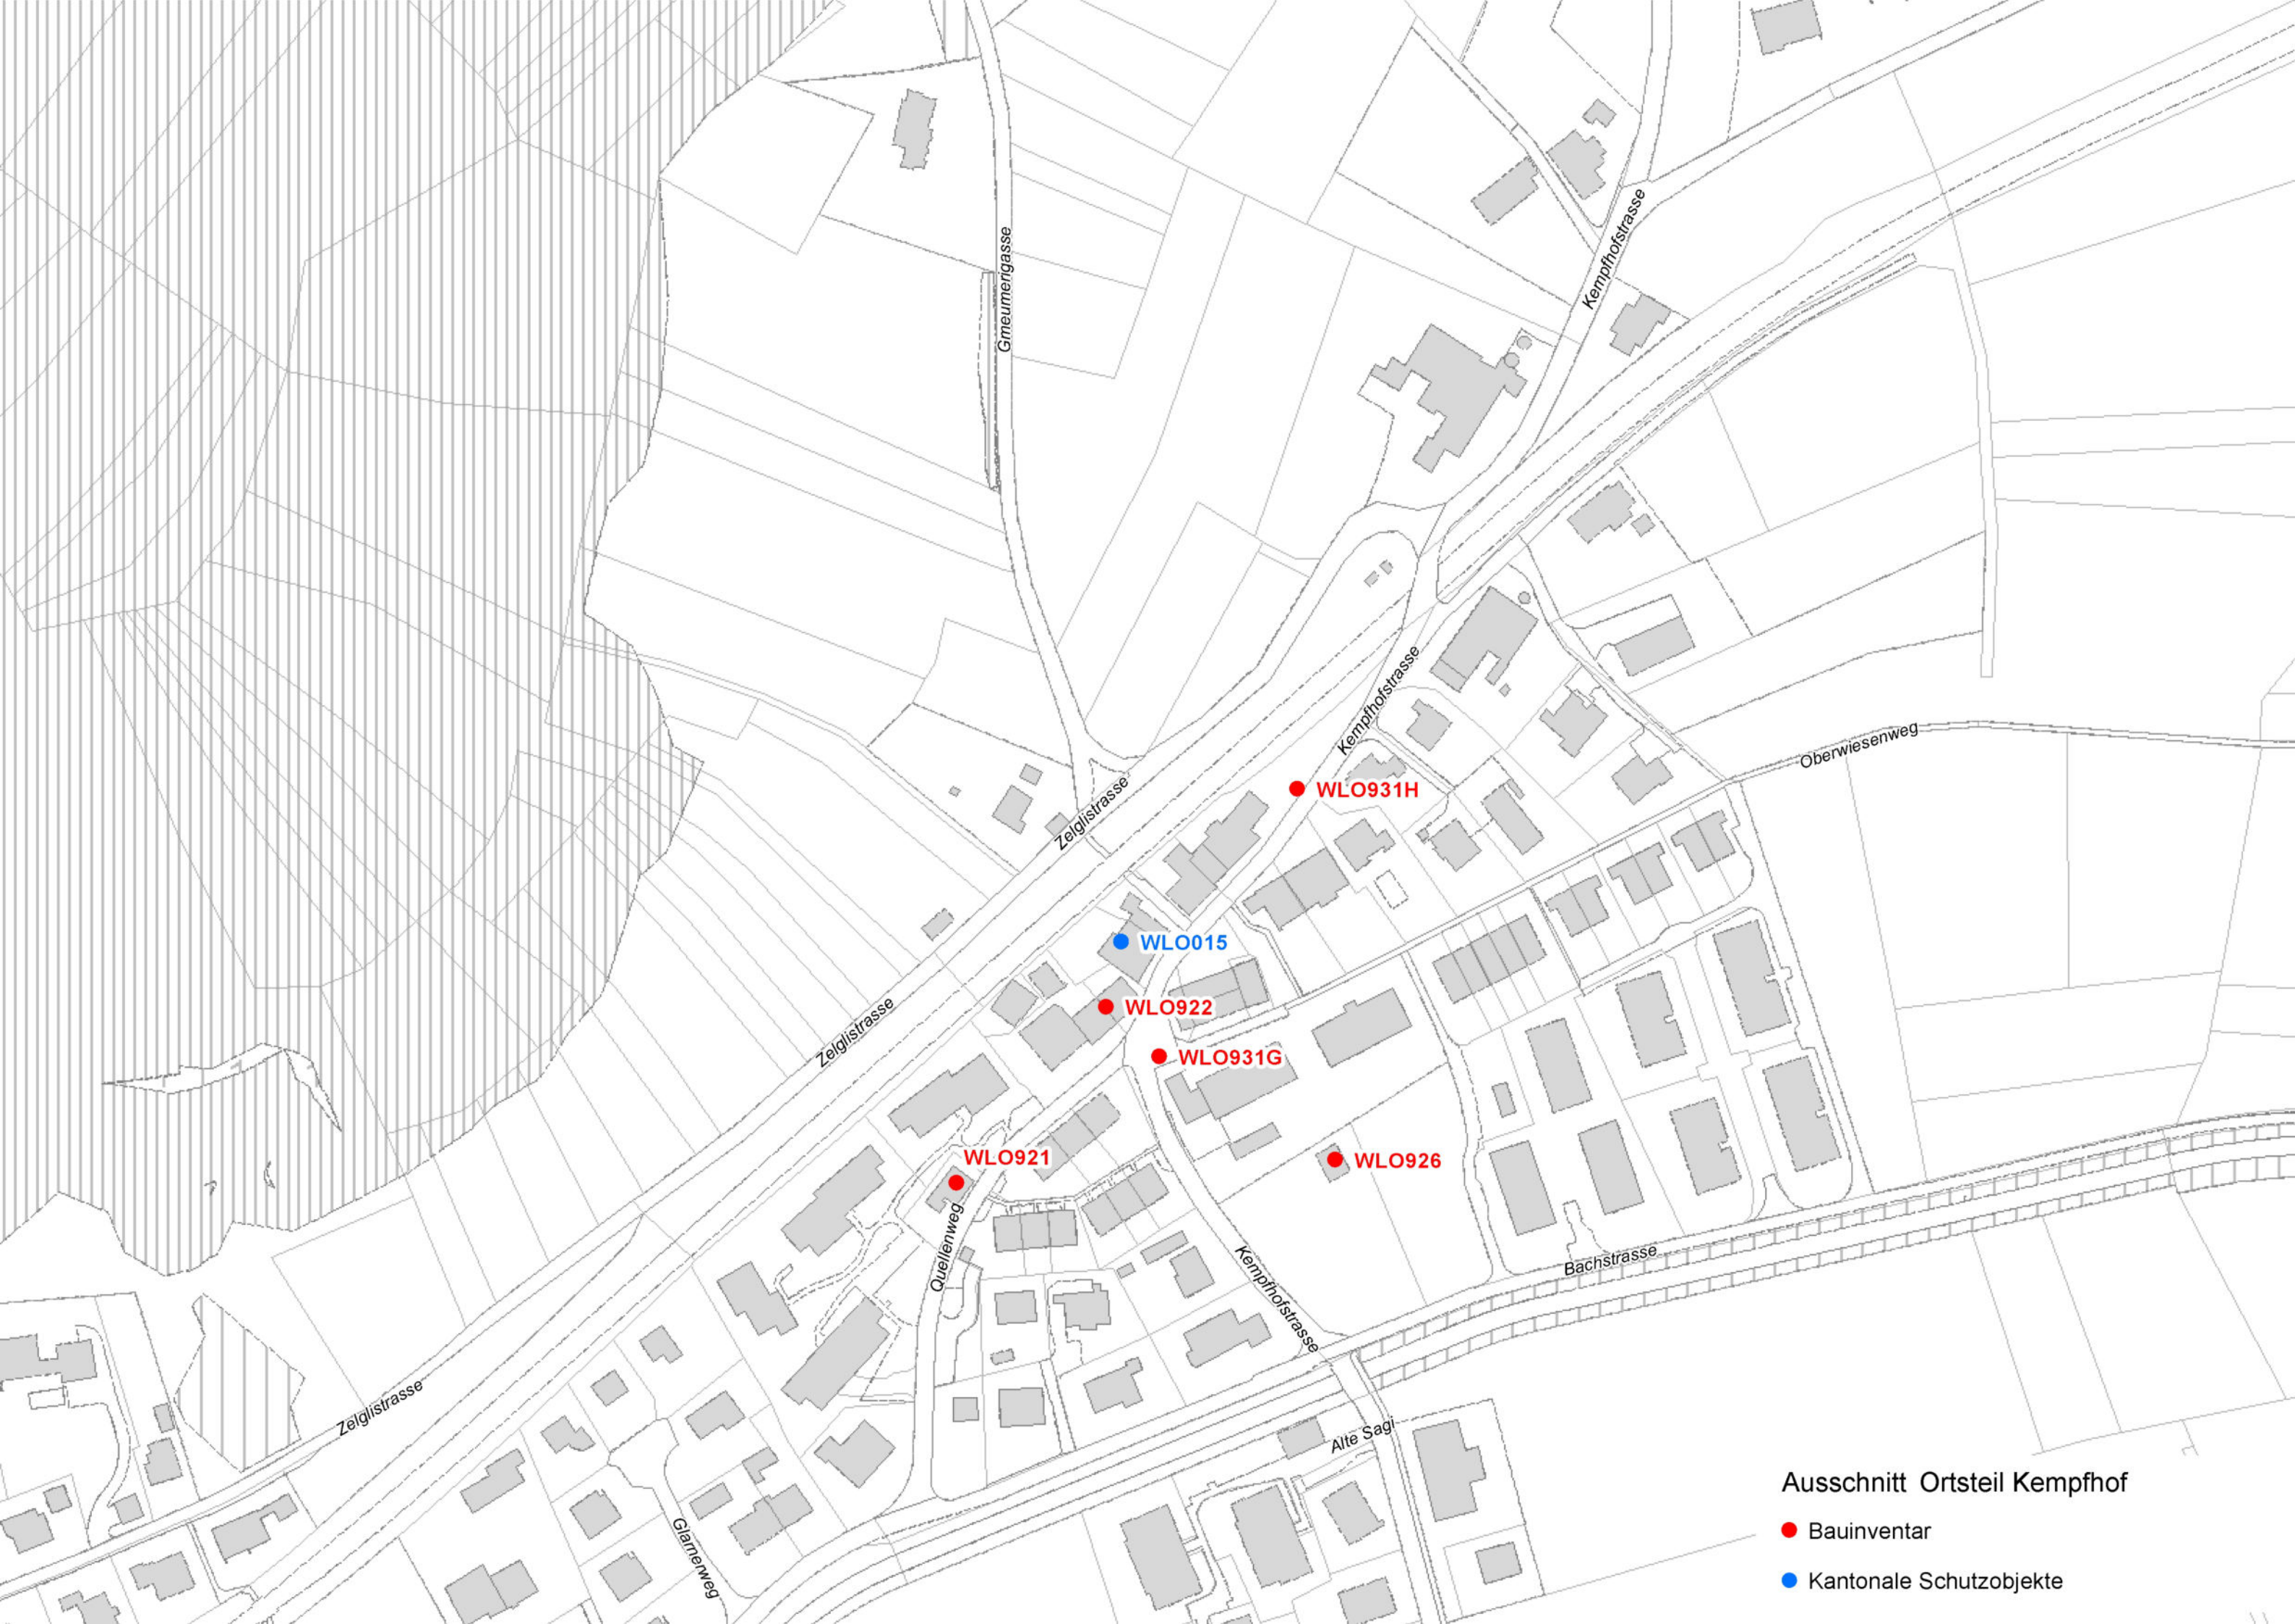 Kempfhofstrasse
Gmeumerigasse
Kempfhofstrasse
Oberwiesenweg
Zelglistrasse
WLO931H
WLO015
WLO922
Zelglistrasse
WLO931G
WLO921
WLO926
Quellenweg
Kempfhofstrasse
Bachstrasse
Zelglistrasse
Alte Sagi
Glarnerweg
Ausschnitt Ortsteil Kempfhof
Bauinventar
Kantonale Schutzobjekte